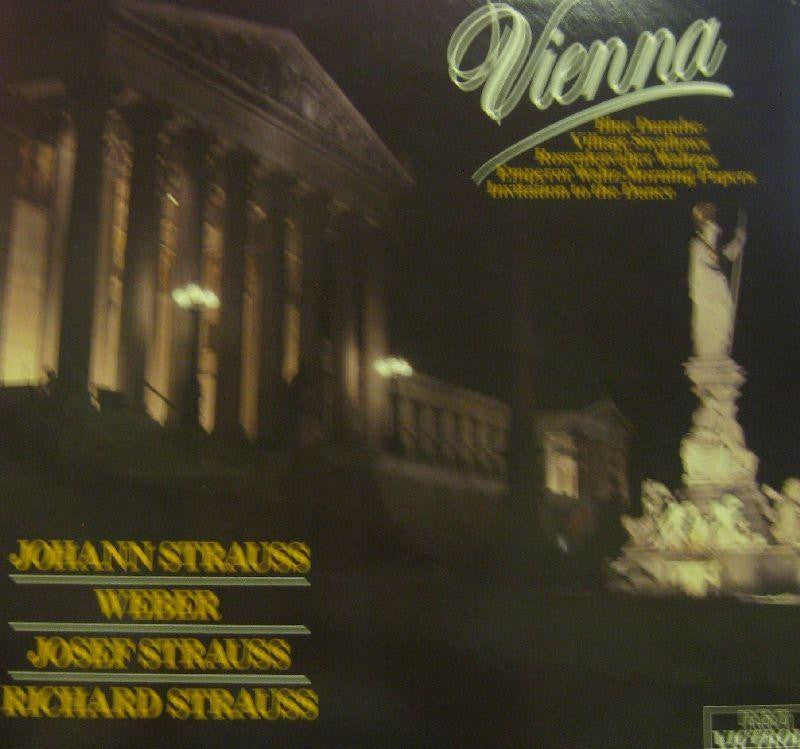 Vienna
Blue Danube
Village Swallows
Rosenkavalier Waltzes
Emperor Waltz Morning Papers
Invitation to the Dance
JOHANN STRAUSS
WEBER
JOSEF STRAUSS
RICHARD STRAUSS